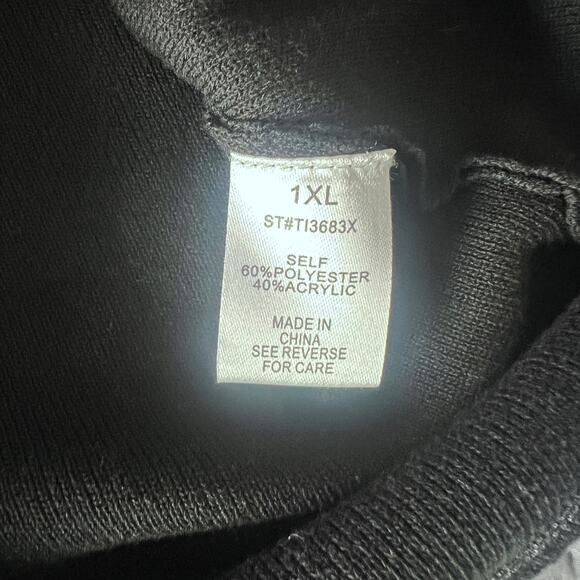 1XL
ST#TI3683X
SELF
60%POLYESTER
40%ACRYLIC
MADE IN
CHINA
SEE REVERSE
FOR CARE